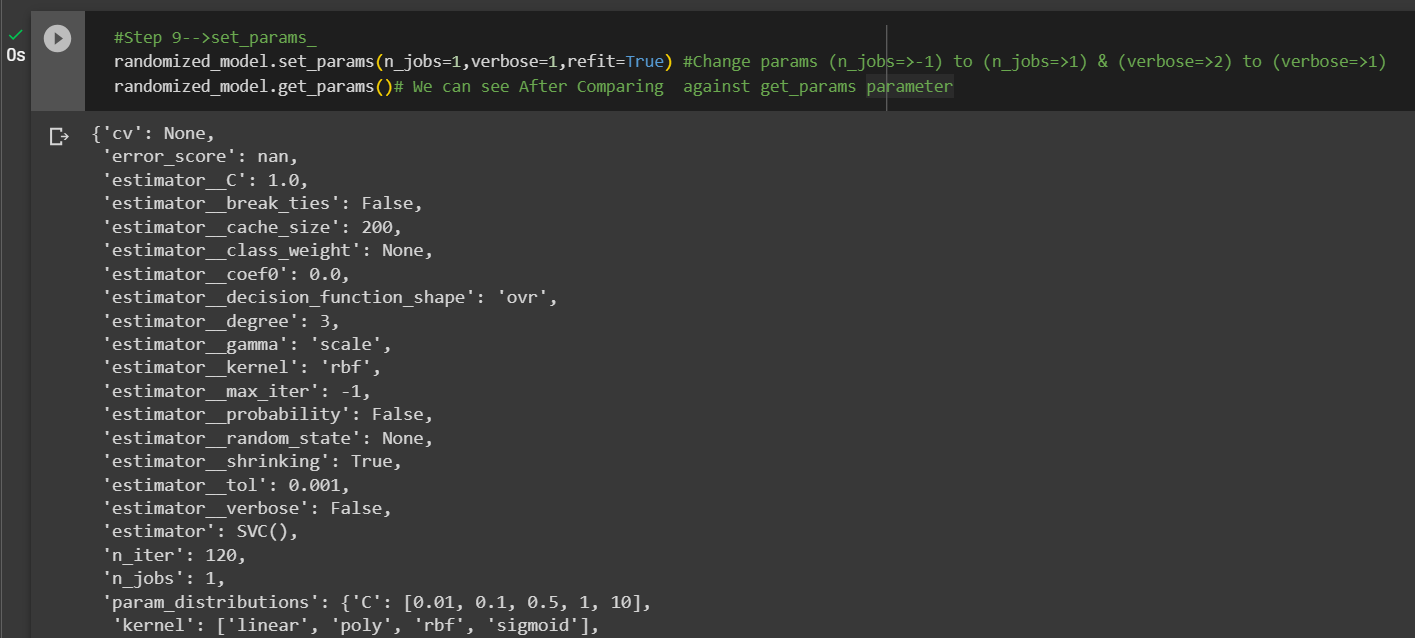 #Step 9-->set_params_
0s
randomized_model.set_params(n_jobs=1,verbose=1,refit=True) #Change params (n_jobs=>-1) to (n_jobs=>1) & (verbose=>2) to (verbose=>1)
randomized_model.get_params()# We can see After Comparing  against get_params parameter
{'cv': None,
 'error_score': nan,
 'estimator__C': 1.0,
 'estimator__break_ties': False,
 'estimator__cache_size': 200,
 'estimator__class_weight': None,
 'estimator__coef0': 0.0,
 'estimator__decision_function_shape': 'ovr',
 'estimator__degree': 3,
 'estimator__gamma': 'scale',
 'estimator__kernel': 'rbf',
 'estimator__max_iter': -1,
 'estimator__probability': False,
 'estimator__random_state': None,
 'estimator__shrinking': True,
 'estimator__tol': 0.001,
 'estimator__verbose': False,
 'estimator': SVC(),
 'n_iter': 120,
 'n_jobs': 1,
 'param_distributions': {'C': [0.01, 0.1, 0.5, 1, 10],
  'kernel': ['linear', 'poly', 'rbf', 'sigmoid'],